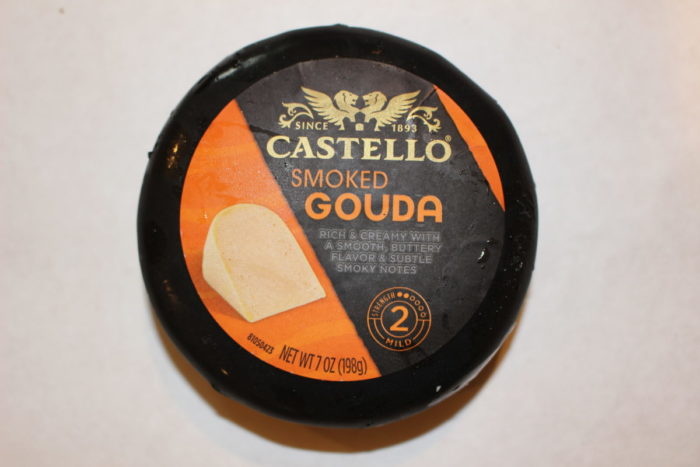 SINCE 1893
CASTELLO®
SMOKED
GOUDA
RICH & CREAMY WITH
A SMOOTH, BUTTERY
FLAVOR & SUBTLE
SMOKY NOTES
STRENGTH
2
MILD
81050423
NET WT 7 OZ (198g)